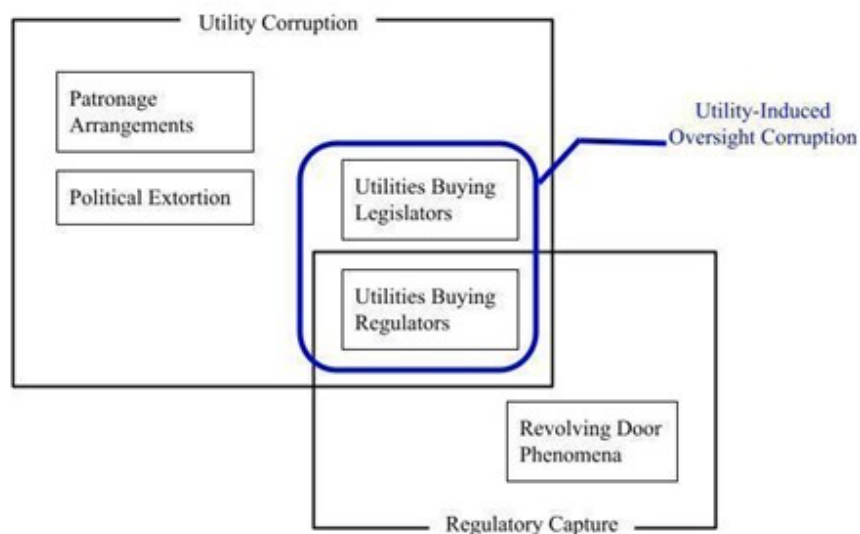 Utility Corruption
Patronage
Arrangements
Political Extortion
Utility-Induced
Oversight Corruption
Utilities Buying
Legislators
Utilities Buying
Regulators
Revolving Door
Phenomena
Regulatory Capture